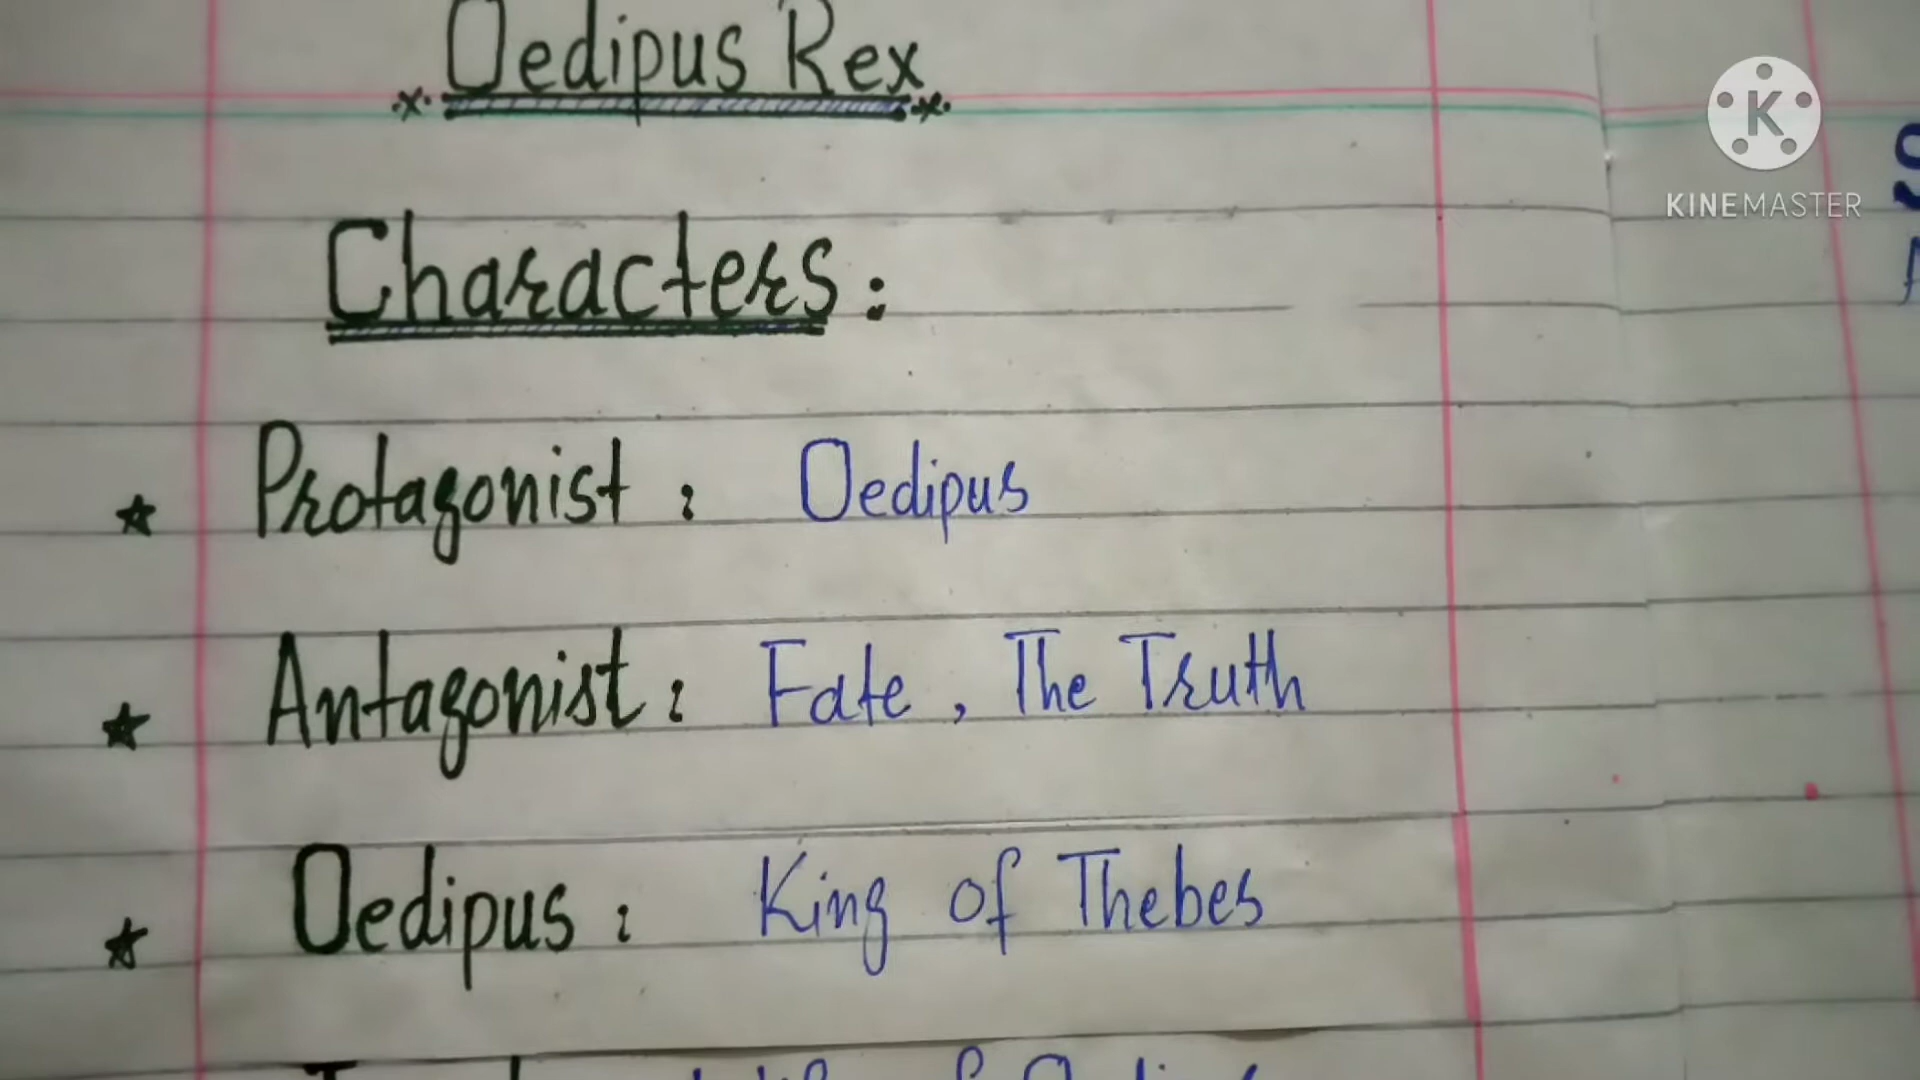 Oedipus Rex
Characters:
Protagonist: Oedipus
Antagonist: Fate, The Truth
Oedipus: King of Thebes
K
KINEMASTER